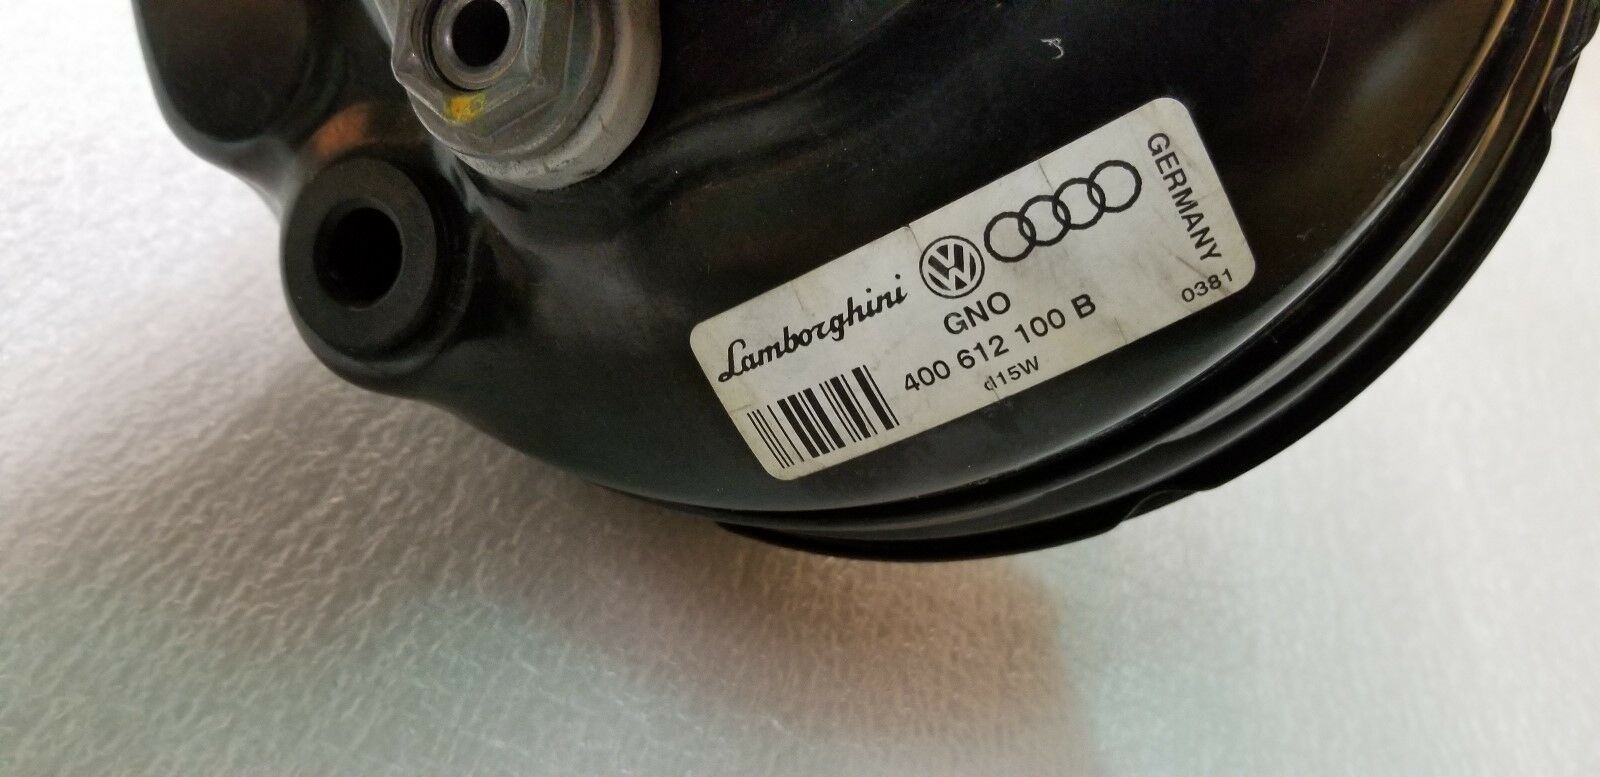 Lamborghini
GNO
400 612 100 B
d15W
GERMANY
0381